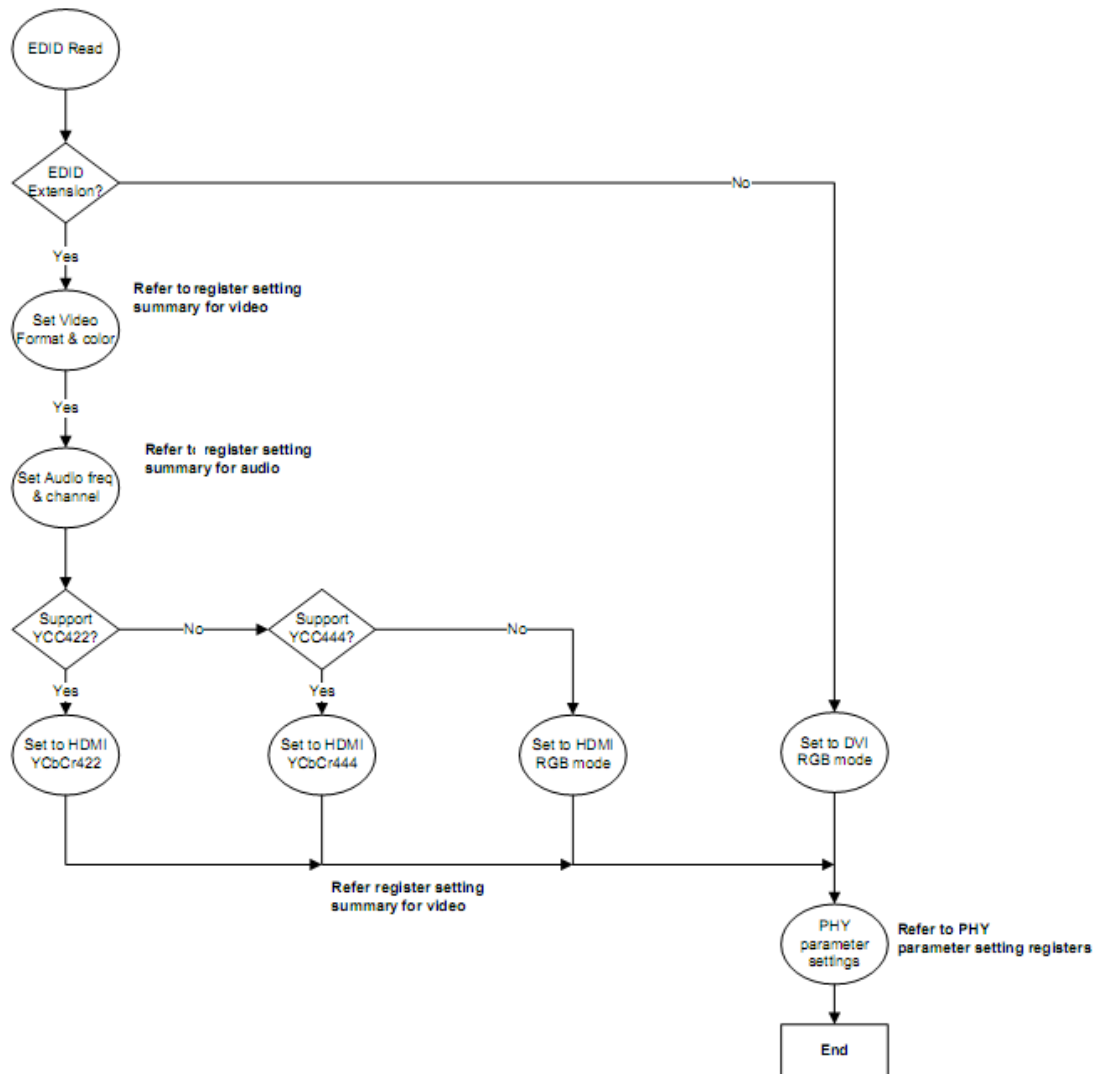 EDID Read
EDID
Extension?
No
Yes
Refer to register setting
summary for video
Set Video
Format & color
Yes
Refer to register setting
summary for audio
Set Audio freq
& channel
Support
YCC422?
No
Support
YCC444?
No
Yes
Yes
Set to HDMI
YCbCr422
Set to HDMI
YCbCr444
Set to HDMI
RGB mode
Set to DVI
RGB mode
Refer register setting
summary for video
PHY
parameter
settings
Refer to PHY
parameter setting registers
End